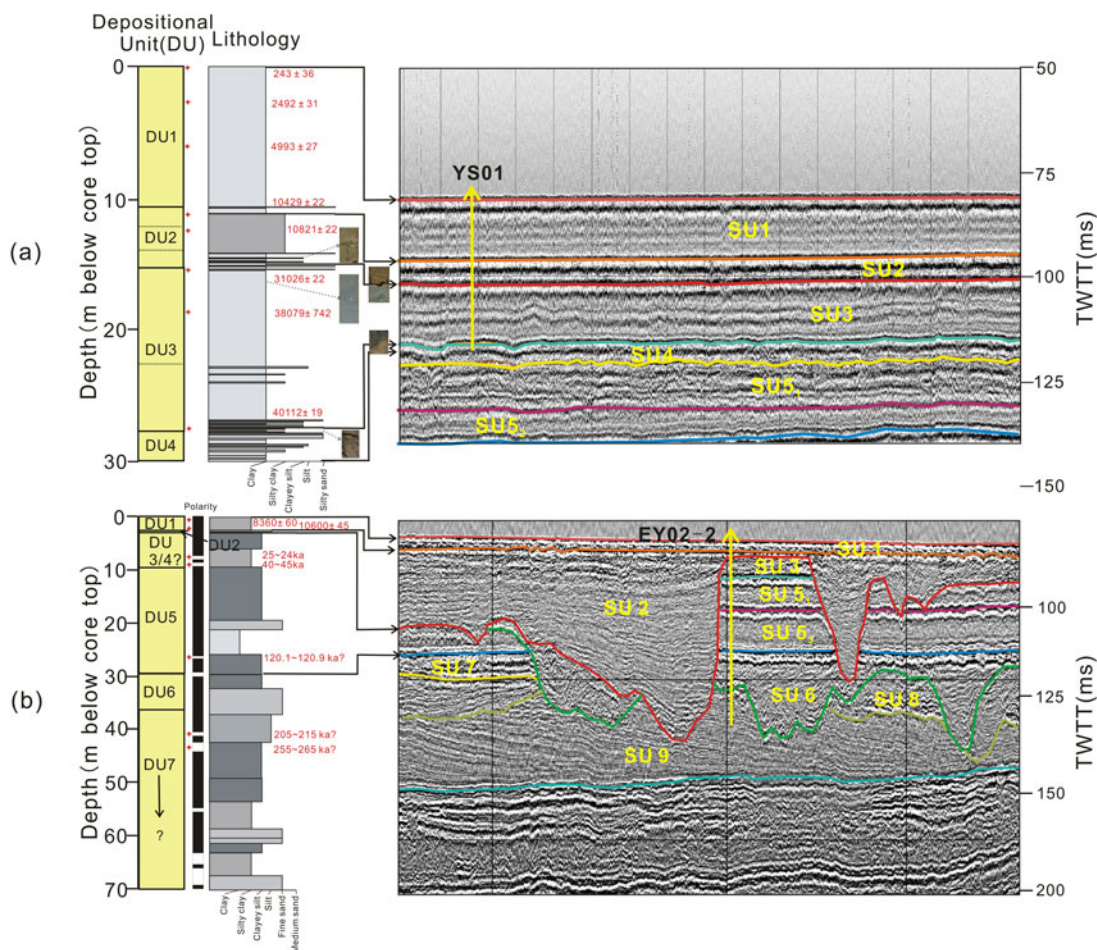 Depositional
Unit(DU) Lithology
(a)
Depth(m below core top)
0
10
20
30
DU1
DU2
DU3
DU4
243 ± 36
2492 ± 31
4993 ± 27
10429 ± 22
10821± 22
31026 ± 22
38079 ± 742
40112± 19
Clay
Silty clay
Clayey silt
Silt
Silty sand
YS01
SU1
SU2
SU3
SU4
SU5₁
50
75
100
125
150
TWTT(ms)
(b)
Depth(m below core top)
Polarity
0
10
20
30
40
50
60
70
DU1
DU2
DU
3/4?
DU5
DU6
DU7
?
8360± 60
10600± 45
25~24ka
40~45ka
120.1~120.9 ka?
205~215 ka?
255~265 ka?
Clay
Silty clay
Clayey silt
Silt
Fine sand
Medium sand
EY02-2
SU 1
SU 2
SU 3
SU 7
SU 6
SU 8
SU 9
100
125
150
200
TWTT(ms)